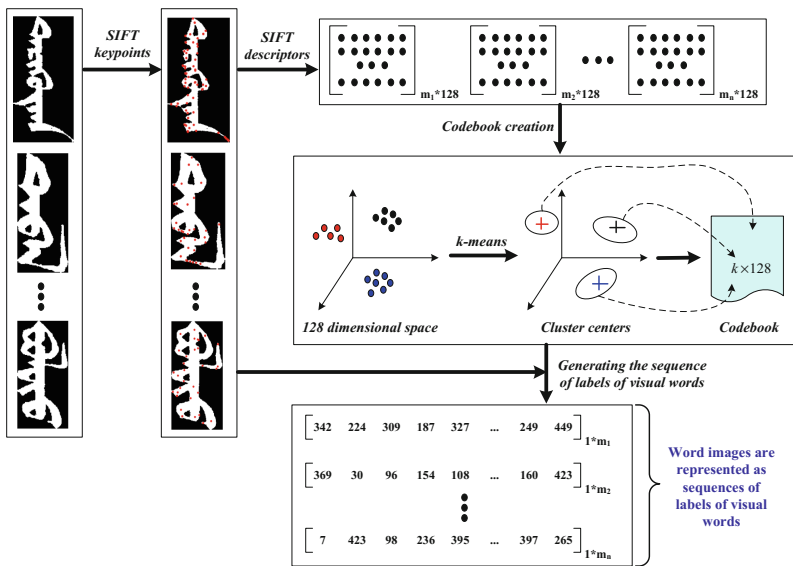 SIFT
keypoints
SIFT
descriptors
m1*128
m2*128
mn*128
Codebook creation
k-means
k×128
128 dimensional space
Cluster centers
Codebook
Generating the sequence
of labels of visual words
342 224 309 187 327 ... 249 449
1*m1
369 30 96 154 108 ... 160 423
1*m2
7 423 98 236 395 ... 397 265
1*mn
Word images are
represented as
sequences of
labels of visual
words